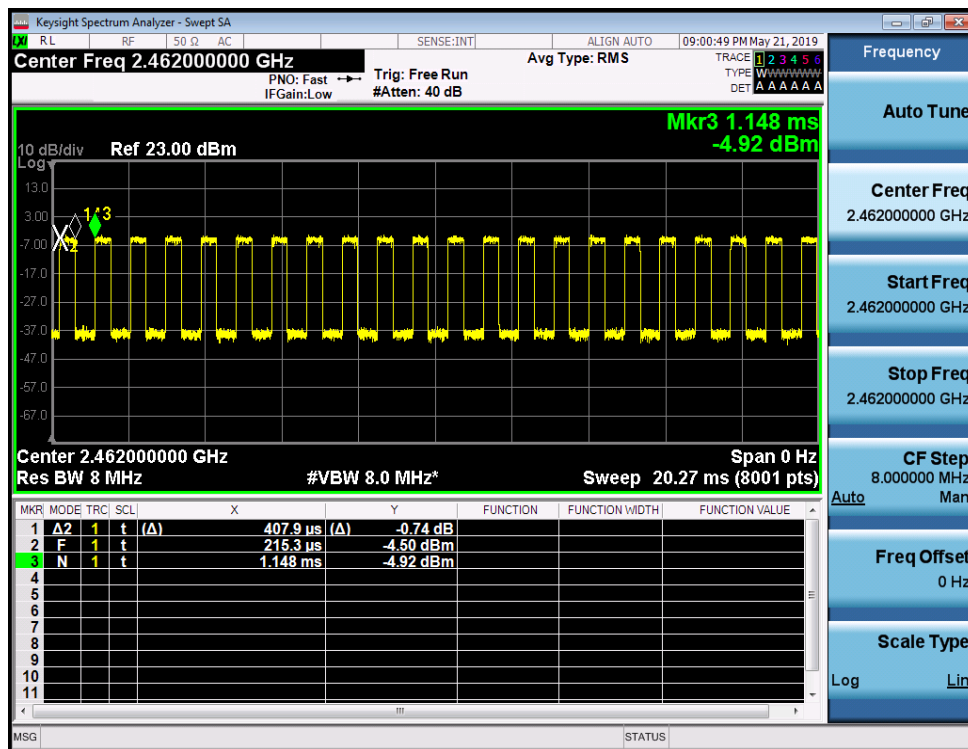 Keysight Spectrum Analyzer - Swept SA
LXI RL RF 50 Ω AC SENSE:INT ALIGN AUTO 09:00:49 PM May 21, 2019
Center Freq 2.462000000 GHz
PNO: Fast
IFGain:Low
Trig: Free Run
#Atten: 40 dB
Avg Type: RMS
TRACE 1 2 3 4 5 6
TYPE W W W W W W
DET A A A A A A
Mkr3 1.148 ms
-4.92 dBm
10 dB/div Ref 23.00 dBm
Log
13.0
3.00
-7.00
-17.0
-27.0
-37.0
-47.0
-57.0
-67.0
1 3
2
Center 2.462000000 GHz Span 0 Hz
Res BW 8 MHz #VBW 8.0 MHz* Sweep 20.27 ms (8001 pts)
MKR MODE TRC SCL X Y FUNCTION FUNCTION WIDTH FUNCTION VALUE
1 Δ2 1 t (Δ) 407.9 µs (Δ) -0.74 dB
2 F 1 t 215.3 µs -4.50 dBm
3 N 1 t 1.148 ms -4.92 dBm
4
5
6
7
8
9
10
11
MSG STATUS
Frequency
Auto Tune
Center Freq
2.462000000 GHz
Start Freq
2.462000000 GHz
Stop Freq
2.462000000 GHz
CF Step
8.000000 MHz
Auto Man
Freq Offset
0 Hz
Scale Type
Log Lin